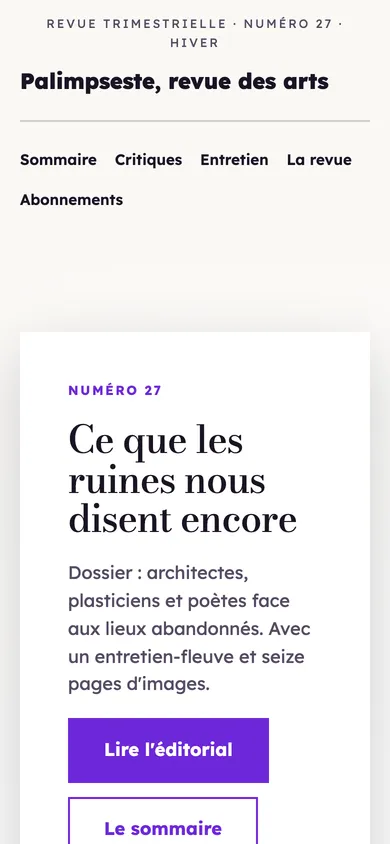 REVUE TRIMESTRIELLE · NUMÉRO 27 ·
HIVER
Palimpseste, revue des arts
Sommaire Critiques Entretien La revue
Abonnements
NUMÉRO 27
Ce que les
ruines nous
disent encore
Dossier : architectes,
plasticiens et poètes face
aux lieux abandonnés. Avec
un entretien-fleuve et seize
pages d'images.
Lire l'éditorial
Le sommaire